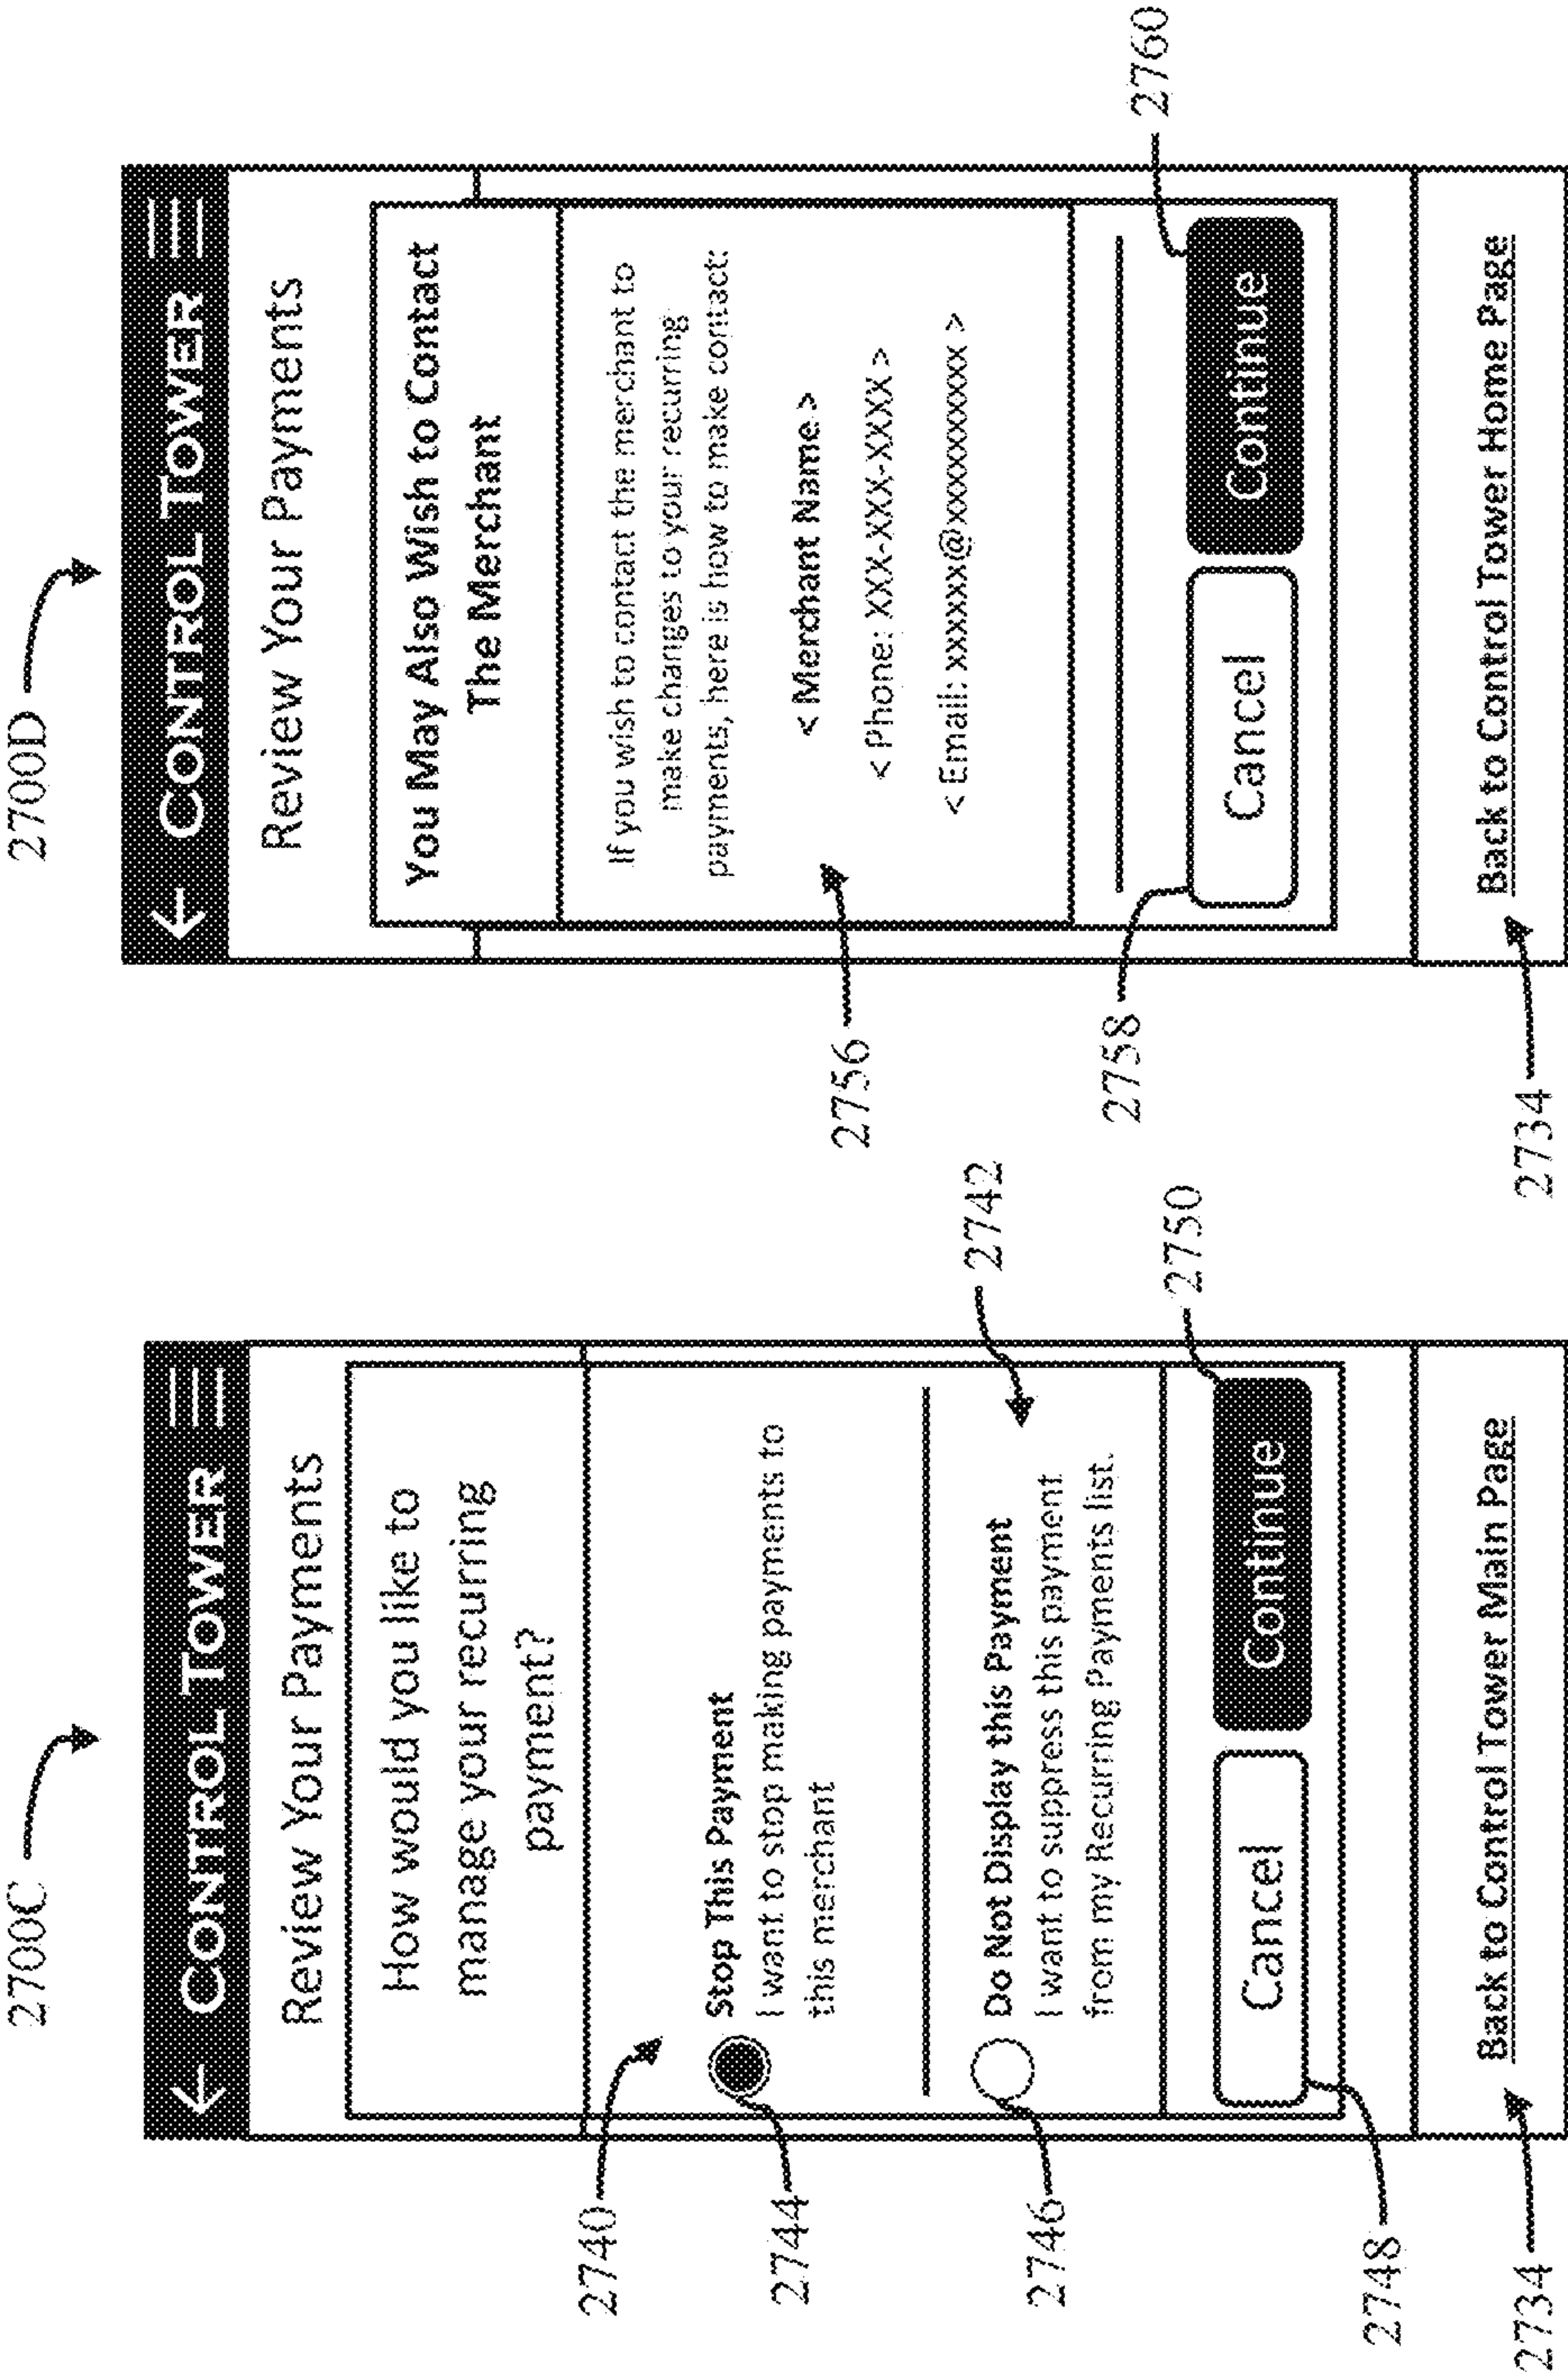 2700C
← CONTROL TOWER
Review Your Payments
How would you like to
manage your recurring
payment?
2740
2744
Stop This Payment
I want to stop making payments to
this merchant
2742
2746
Do Not Display this Payment
I want to suppress this payment
from my Recurring Payments list.
2750
Cancel
Continue
2748
Back to Control Tower Main Page
2734
2700D
← CONTROL TOWER
Review Your Payments
You May Also Wish to Contact
The Merchant
If you wish to contact the merchant to
make changes to your recurring
payments, here is how to make contact:
< Merchant Name >
2756
< Phone: XXX-XXX-XXXX >
< Email: xxxxxx@xxxxxxxxxx >
2758
2760
Cancel
Continue
Back to Control Tower Home Page
2734